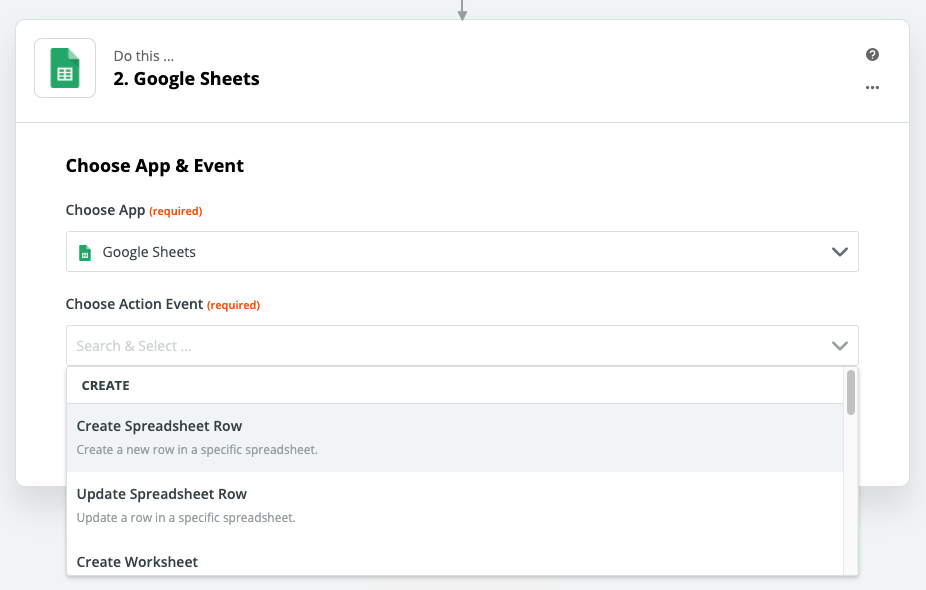 Do this ...
2. Google Sheets
Choose App & Event
Choose App (required)
Google Sheets
Choose Action Event (required)
Search & Select ...
CREATE
Create Spreadsheet Row
Create a new row in a specific spreadsheet.
Update Spreadsheet Row
Update a row in a specific spreadsheet.
Create Worksheet